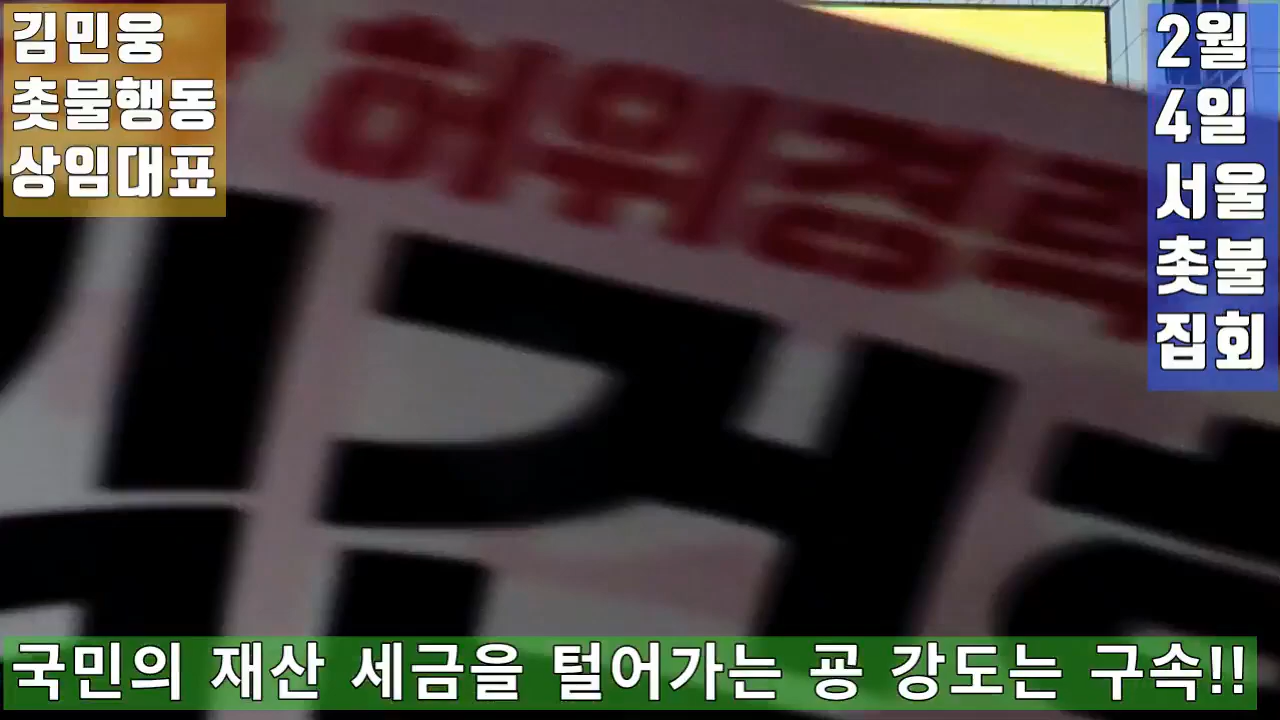 김민웅
촛불행동
상임대표
2월
4일
서울
촛불
집회
허위경력
국민의 재산 세금을 털어가는 굥 강도는 구속!!